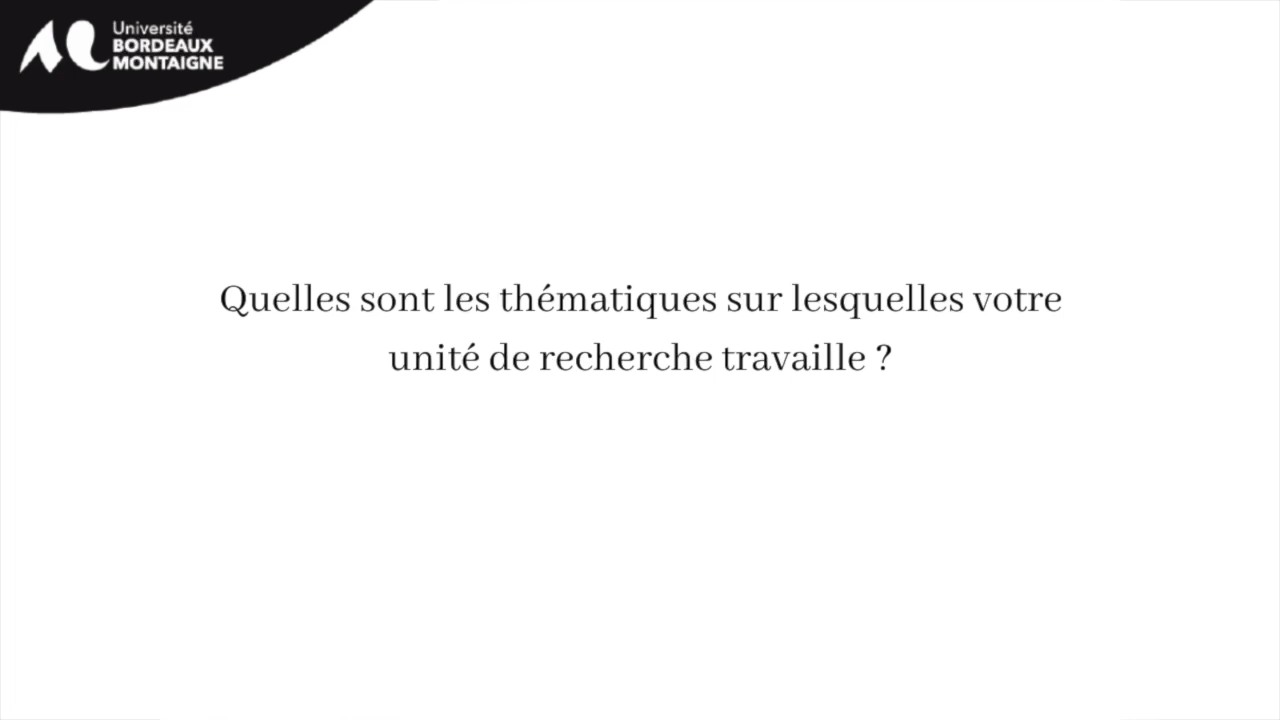 Université
BORDEAUX
MONTAIGNE
Quelles sont les thématiques sur lesquelles votre
unité de recherche travaille ?